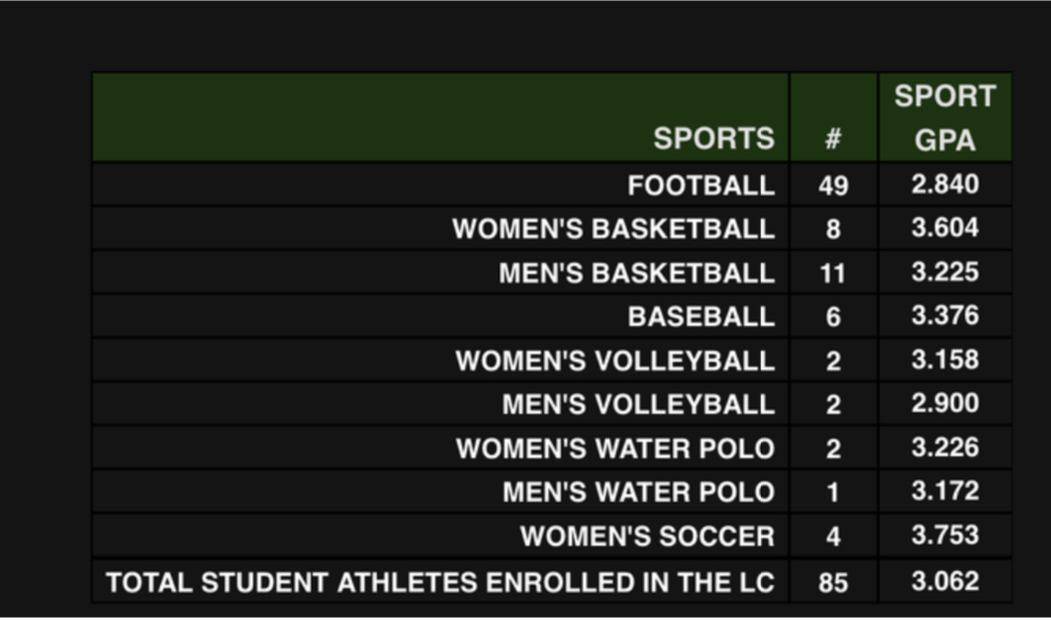 SPORTS # SPORT GPA
FOOTBALL 49 2.840
WOMEN'S BASKETBALL 8 3.604
MEN'S BASKETBALL 11 3.225
BASEBALL 6 3.376
WOMEN'S VOLLEYBALL 2 3.158
MEN'S VOLLEYBALL 2 2.900
WOMEN'S WATER POLO 2 3.226
MEN'S WATER POLO 1 3.172
WOMEN'S SOCCER 4 3.753
TOTAL STUDENT ATHLETES ENROLLED IN THE LC 85 3.062